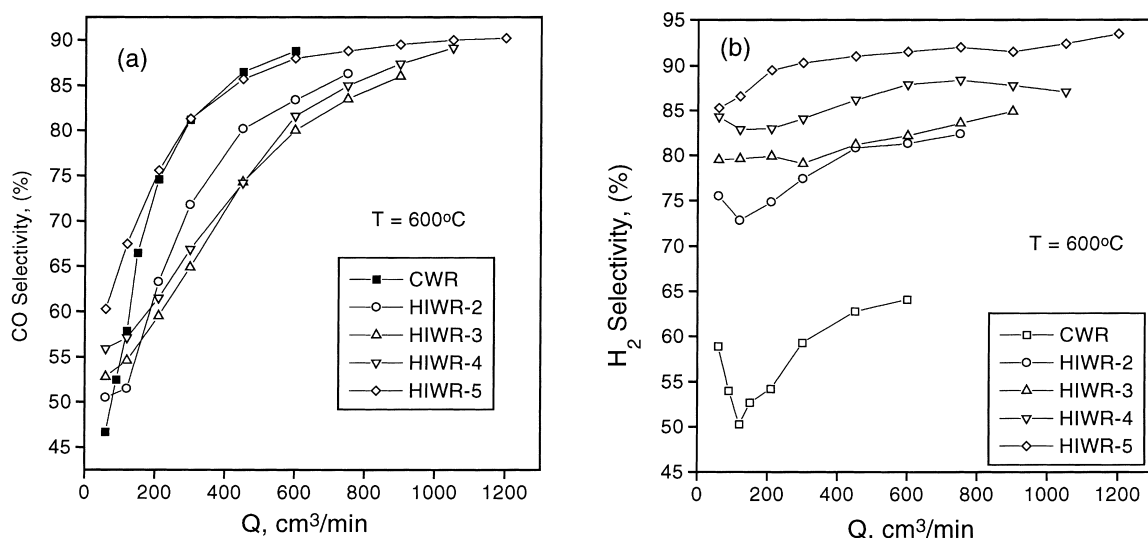 (a)
CO Selectivity, (%)
90
85
80
75
70
65
60
55
50
45
T = 600°C
CWR
HIWR-2
HIWR-3
HIWR-4
HIWR-5
0 200 400 600 800 1000 1200
Q, cm³/min
(b)
H₂ Selectivity, (%)
95
90
85
80
75
70
65
60
55
50
45
T = 600°C
CWR
HIWR-2
HIWR-3
HIWR-4
HIWR-5
0 200 400 600 800 1000 1200
Q, cm³/min